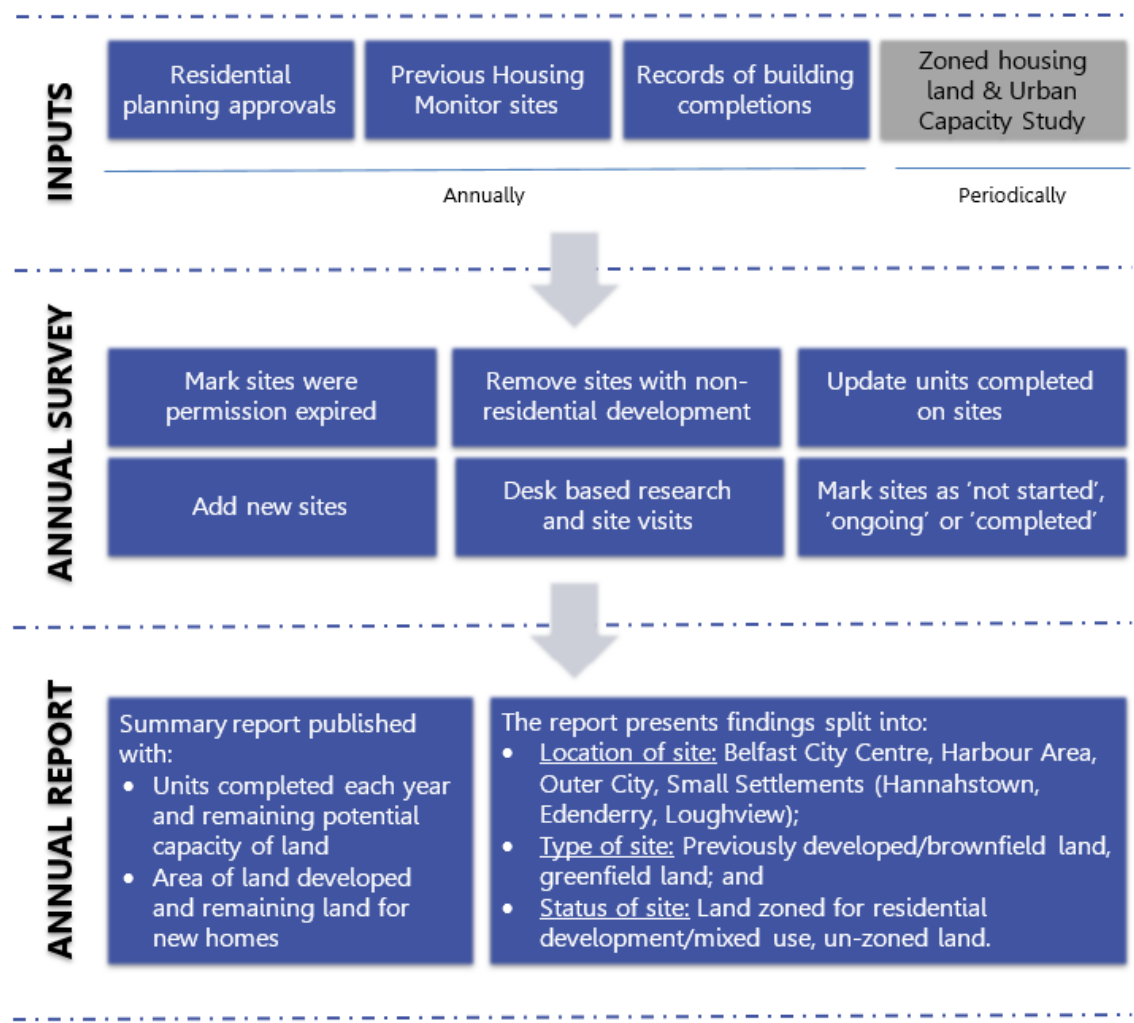 INPUTS
Residential
planning approvals
Previous Housing
Monitor sites
Records of building
completions
Zoned housing
land & Urban
Capacity Study
Annually
Periodically
ANNUAL SURVEY
Mark sites were
permission expired
Remove sites with non-
residential development
Update units completed
on sites
Add new sites
Desk based research
and site visits
Mark sites as ‘not started’,
‘ongoing’ or ‘completed’
ANNUAL REPORT
Summary report published
with:
• Units completed each year
and remaining potential
capacity of land
• Area of land developed
and remaining land for
new homes
The report presents findings split into:
• Location of site: Belfast City Centre, Harbour Area,
Outer City, Small Settlements (Hannahstown,
Edenderry, Loughview);
• Type of site: Previously developed/brownfield land,
greenfield land; and
• Status of site: Land zoned for residential
development/mixed use, un-zoned land.